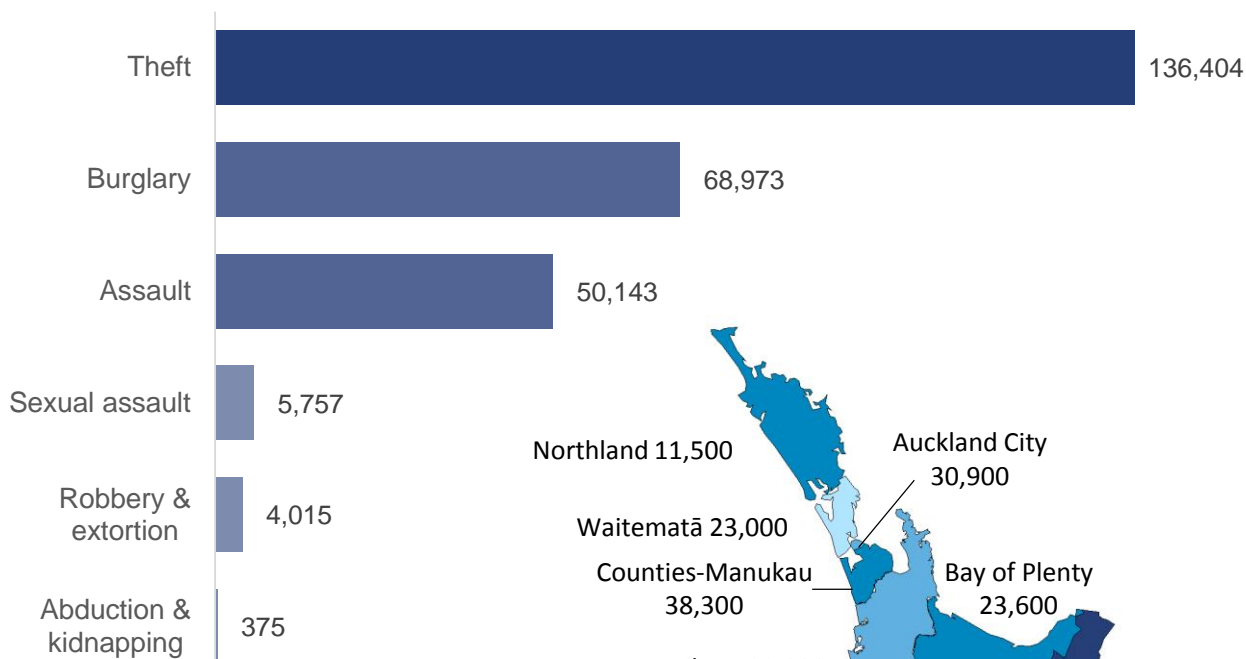 Theft
136,404
Burglary
68,973
Assault
50,143
Sexual assault
5,757
Robbery &
extortion
4,015
Abduction &
kidnapping
375
Northland 11,500
Auckland City
30,900
Waitematā 23,000
Counties-Manukau
38,300
Bay of Plenty
23,600